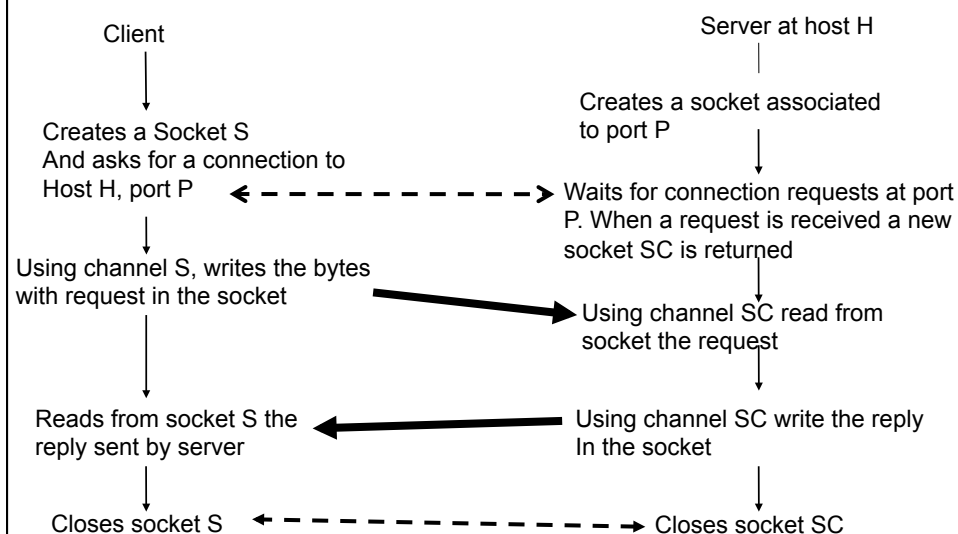 Client
Server at host H
Creates a Socket S
And asks for a connection to
Host H, port P
Creates a socket associated
to port P
Waits for connection requests at port
P. When a request is received a new
socket SC is returned
Using channel S, writes the bytes
with request in the socket
Using channel SC read from
socket the request
Reads from socket S the
reply sent by server
Using channel SC write the reply
In the socket
Closes socket S
Closes socket SC